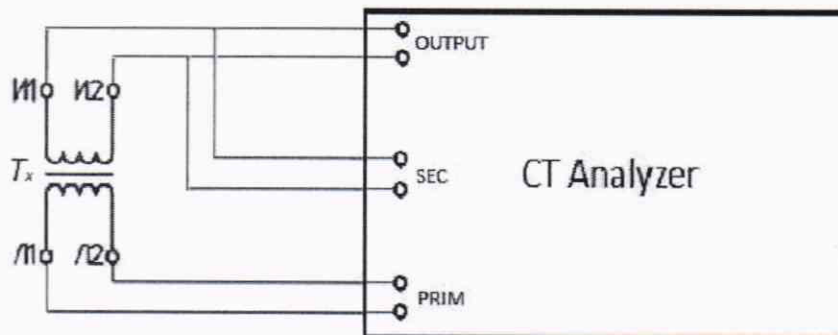 OUTPUT
И1 И2
Tx
SEC
CT Analyzer
Л1 Л2
PRIM